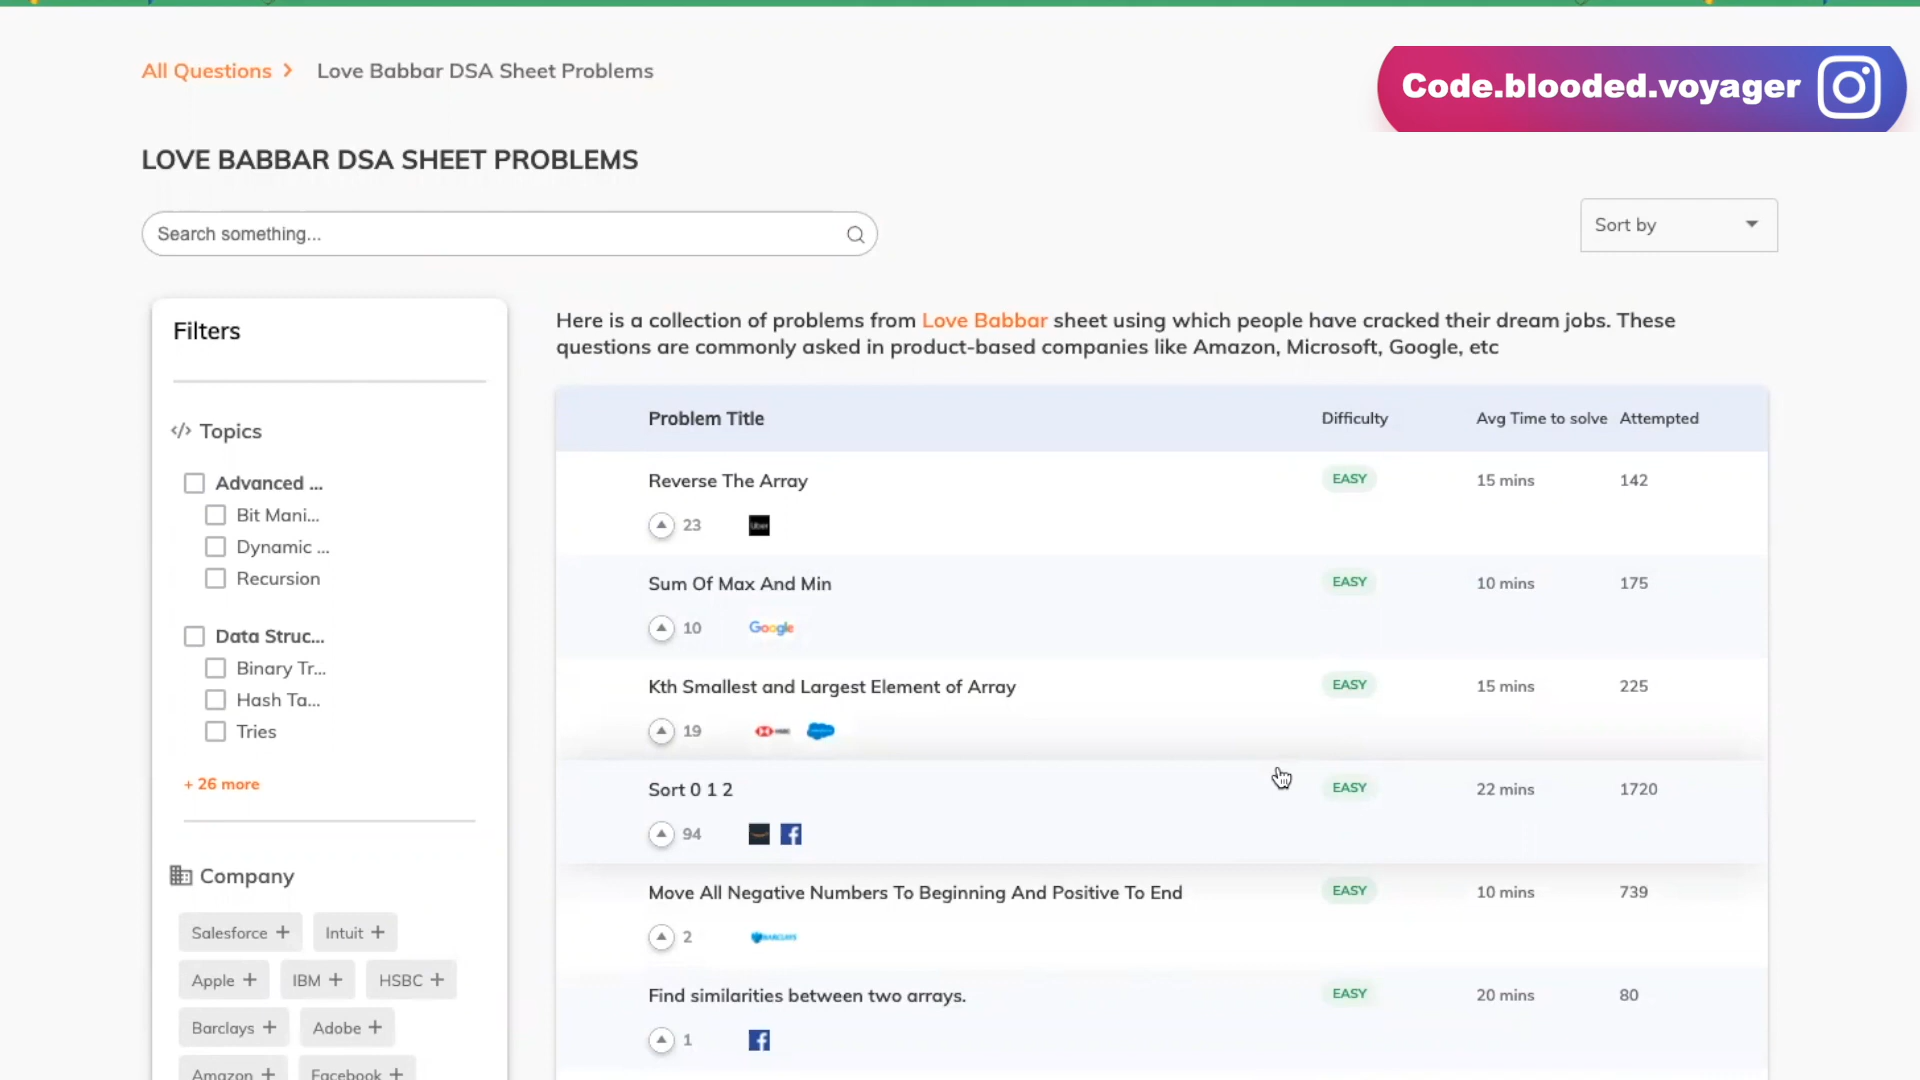 All Questions > Love Babbar DSA Sheet Problems
Code.blooded.voyager
LOVE BABBAR DSA SHEET PROBLEMS
Search something...
Sort by
Filters
</> Topics
Advanced ...
Bit Mani...
Dynamic ...
Recursion
Data Struc...
Binary Tr...
Hash Ta...
Tries
+ 26 more
Company
Salesforce + Intuit +
Apple + IBM + HSBC +
Barclays + Adobe +
Amazon + Facebook +
Here is a collection of problems from Love Babbar sheet using which people have cracked their dream jobs. These
questions are commonly asked in product-based companies like Amazon, Microsoft, Google, etc
Problem Title Difficulty Avg Time to solve Attempted
Reverse The Array EASY 15 mins 142
23 Uber
Sum Of Max And Min EASY 10 mins 175
10 Google
Kth Smallest and Largest Element of Array EASY 15 mins 225
19 HSBC
Sort 0 1 2 EASY 22 mins 1720
94 f
Move All Negative Numbers To Beginning And Positive To End EASY 10 mins 739
2 BARCLAYS
Find similarities between two arrays. EASY 20 mins 80
1 f